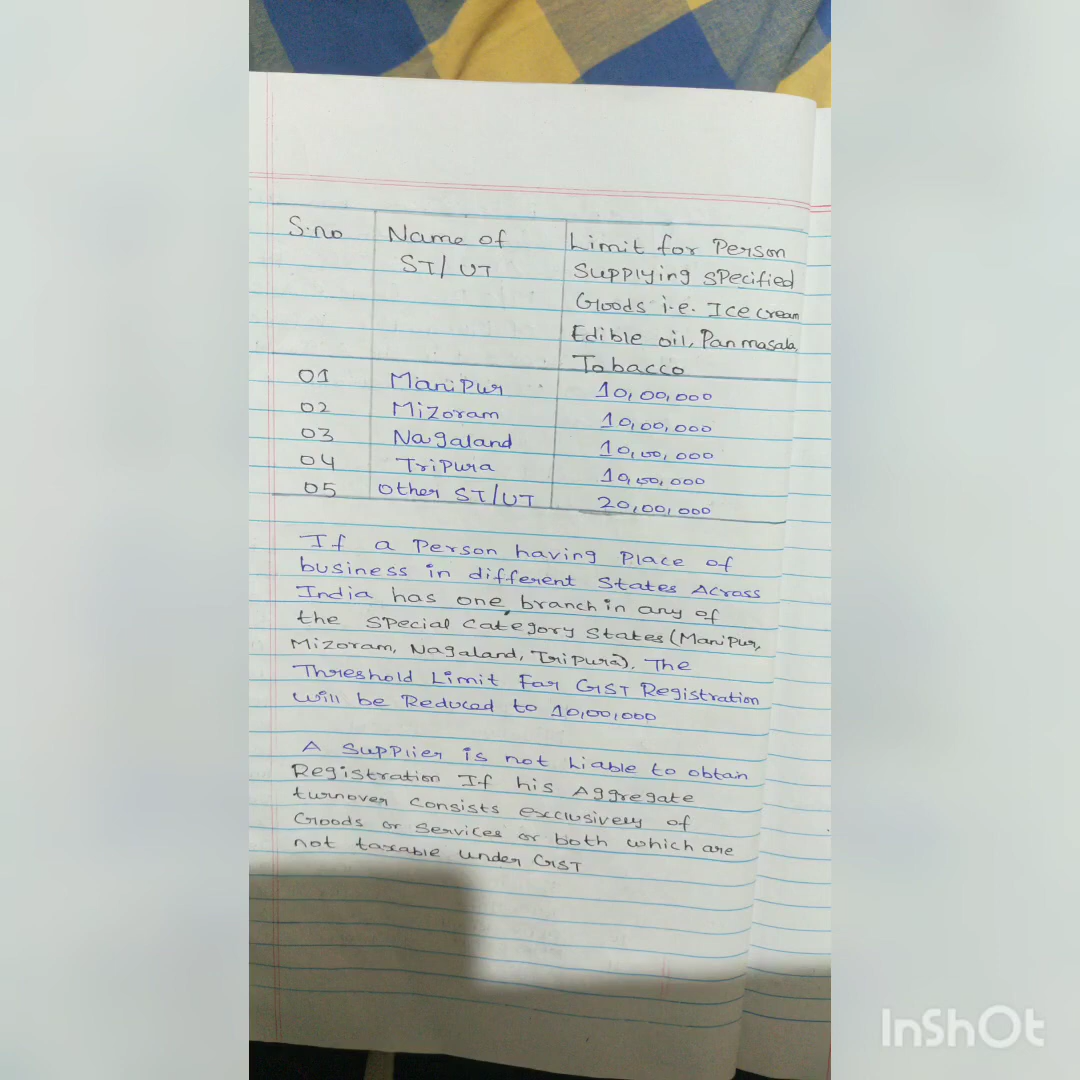 S.no Name of ST/UT Limit for Person Supplying Specified Goods i.e. Ice cream Edible oil, Pan masala, Tobacco
01 Manipur 10,00,000
02 Mizoram 10,00,000
03 Nagaland 10,00,000
04 Tripura 10,00,000
05 Other ST/UT 20,00,000
If a Person having Place of
business in different States Across
India has one, branch in any of
the Special Category States (Manipur,
Mizoram, Nagaland, Tripura). The
Threshold Limit For GST Registration
will be Reduced to 10,00,000
A Supplier is not Liable to obtain
Registration If his Aggregate
turnover consists exclusively of
Goods or Services or both which are
not taxable under GST
InShOt